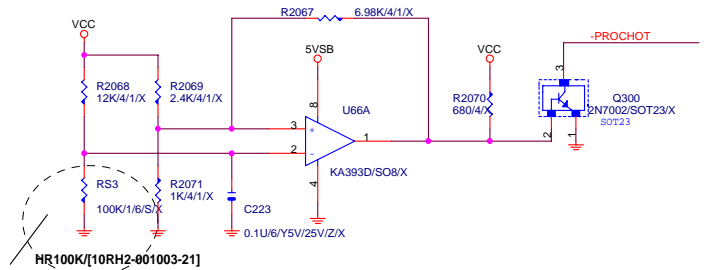 R2067
6.98K/4/1/X
VCC
5VSB
VCC
-PROCHOT
R2068
12K/4/1/X
R2069
2.4K/4/1/X
R2070
680/4/X
3
Q300
2N7002/SOT23/X
SOT23
2
1
8
U66A
3
+
1
2
-
4
KA393D/SO8/X
RS3
100K/1/6/S/X
R2071
1K/4/1/X
C223
0.1U/6/Y5V/25V/Z/X
HR100K/[10RH2-001003-21]